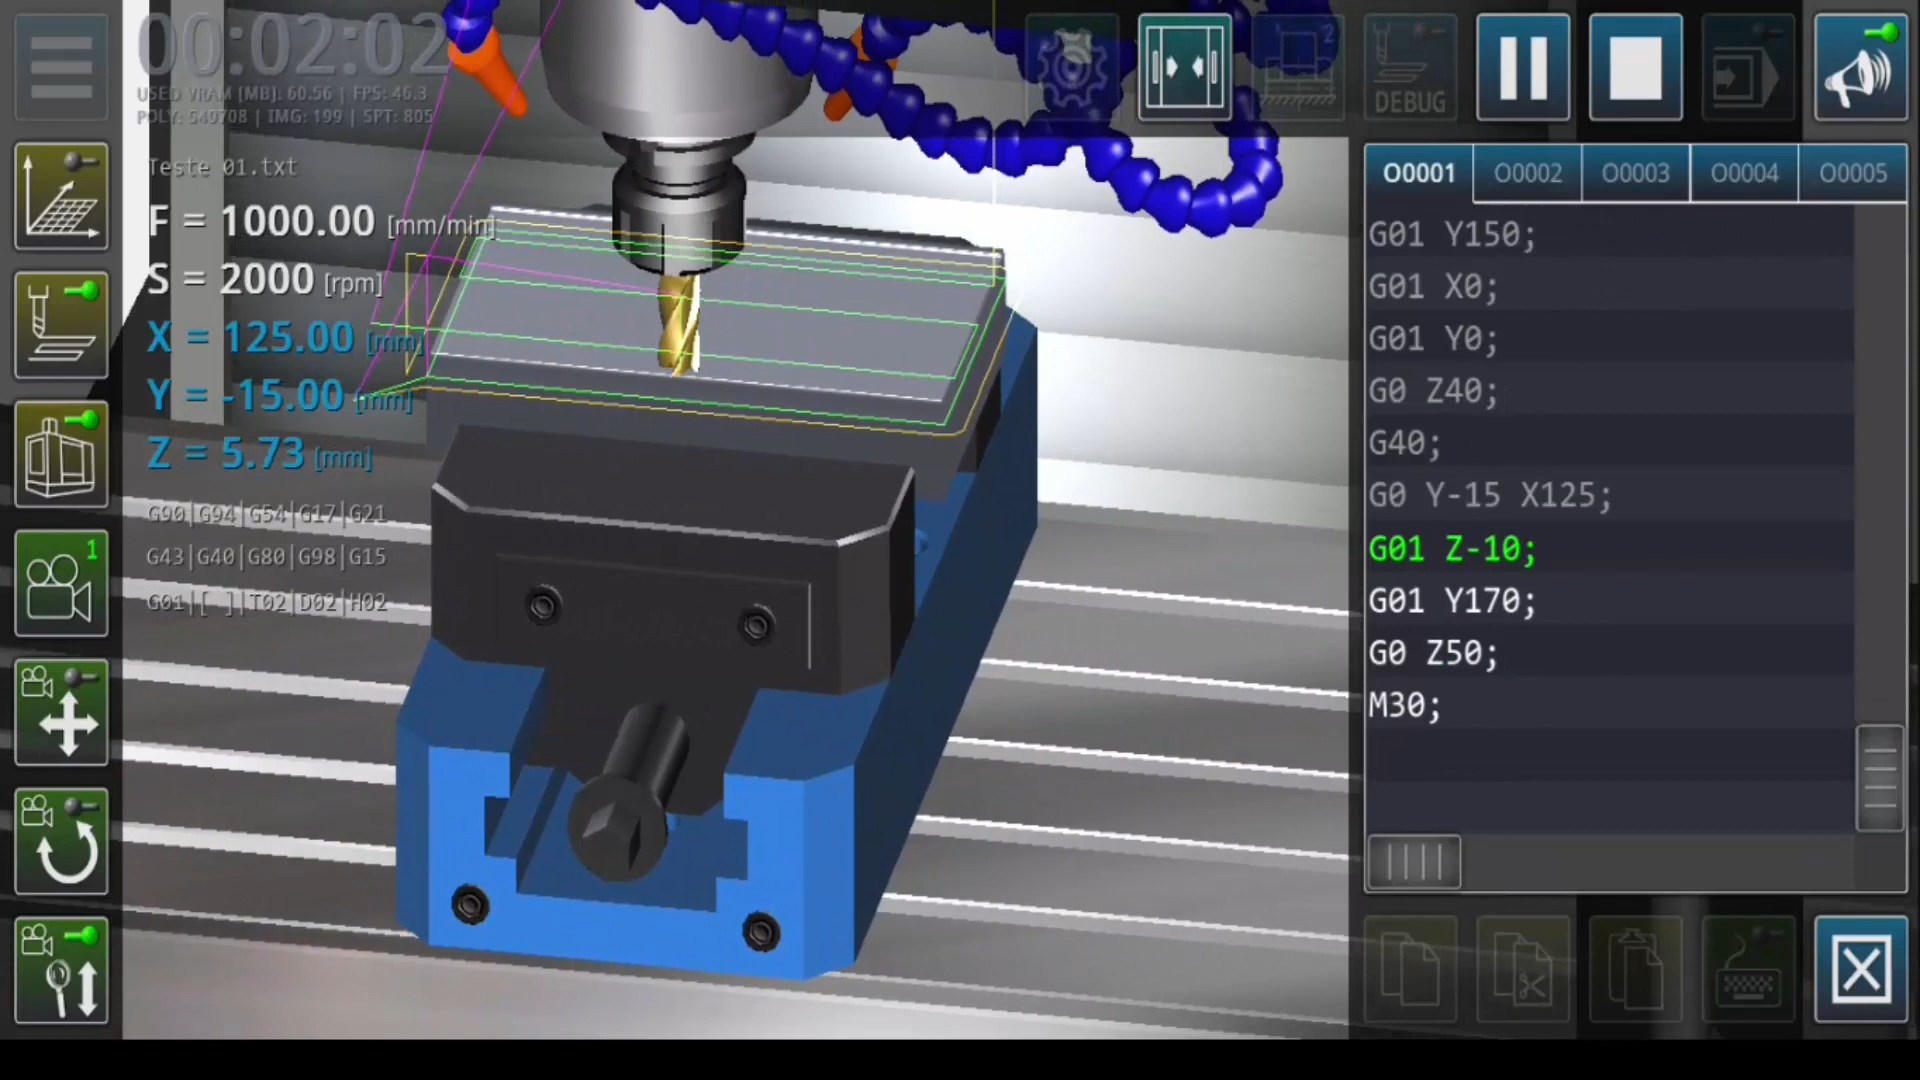 00:02:02
USED VRAM [MB]: 60.56 | FPS: 46.3
POLY: 540708 | IMG: 199 | SPT: 805
Teste 01.txt
F = 1000.00 [mm/min]
S = 2000 [rpm]
X = 125.00 [mm]
Y = -15.00 [mm]
Z = 5.73 [mm]
G90|G94|G54|G17|G21
G43|G40|G80|G98|G15
G01|[ ]|T02|D02|H02
1
1 2
DEBUG
O0001 O0002 O0003 O0004 O0005
G01 Y150;
G01 X0;
G01 Y0;
G0 Z40;
G40;
G0 Y-15 X125;
G01 Z-10;
G01 Y170;
G0 Z50;
M30;